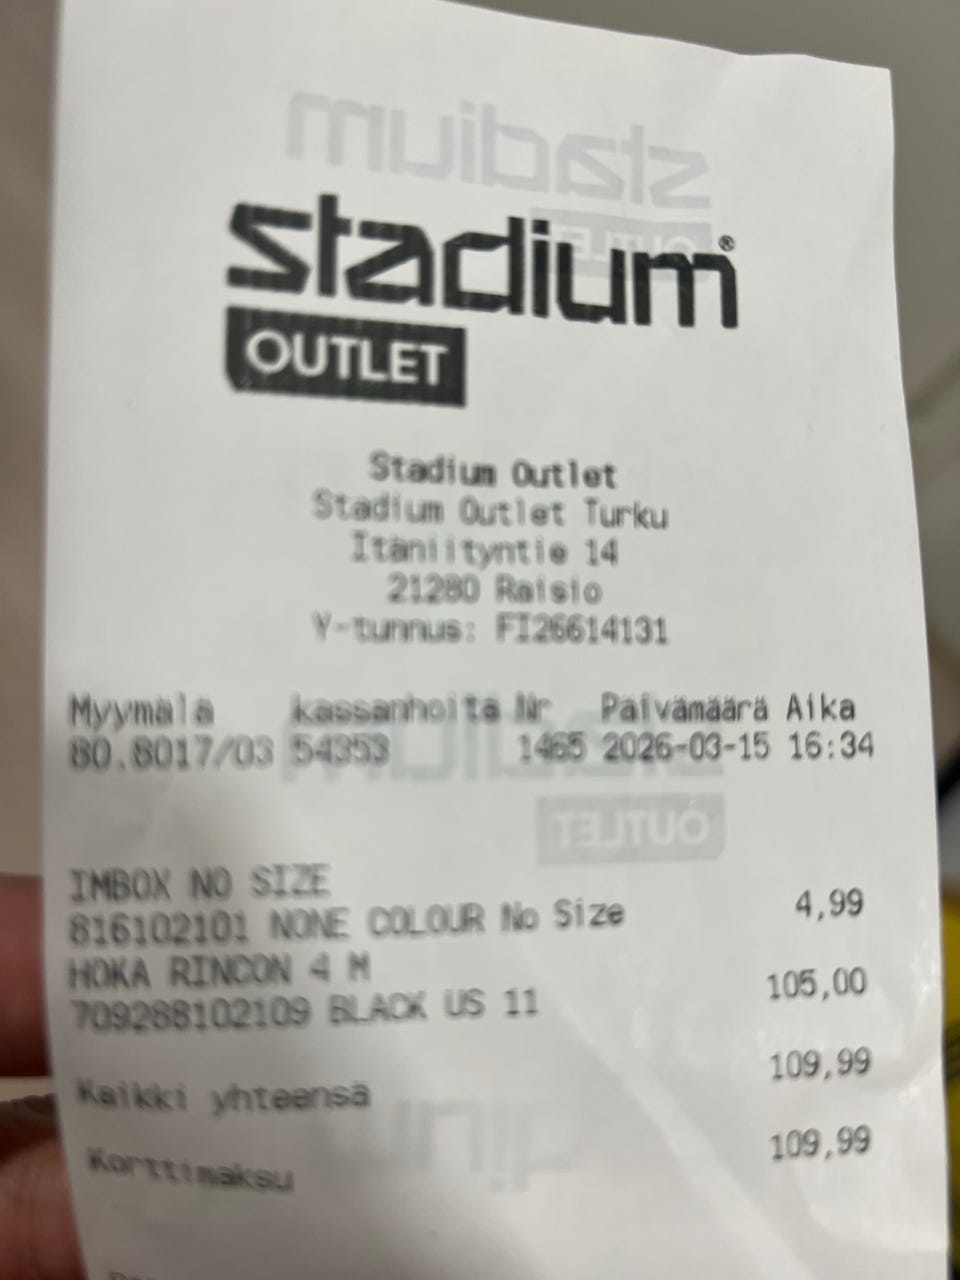 stadium®
OUTLET
Stadium Outlet
Stadium Outlet Turku
Itäniityntie 14
21280 Raisio
Y-tunnus: FI26614131
Myymälä kassanhoita Nr Päivämäärä Aika
80.8017/03 54353 1465 2026-03-15 16:34
IMBOX NO SIZE
816102101 NONE COLOUR No Size 4,99
HOKA RINCON 4 M
709288102109 BLACK US 11 105,00
Kaikki yhteensä 109,99
Korttimaksu 109,99